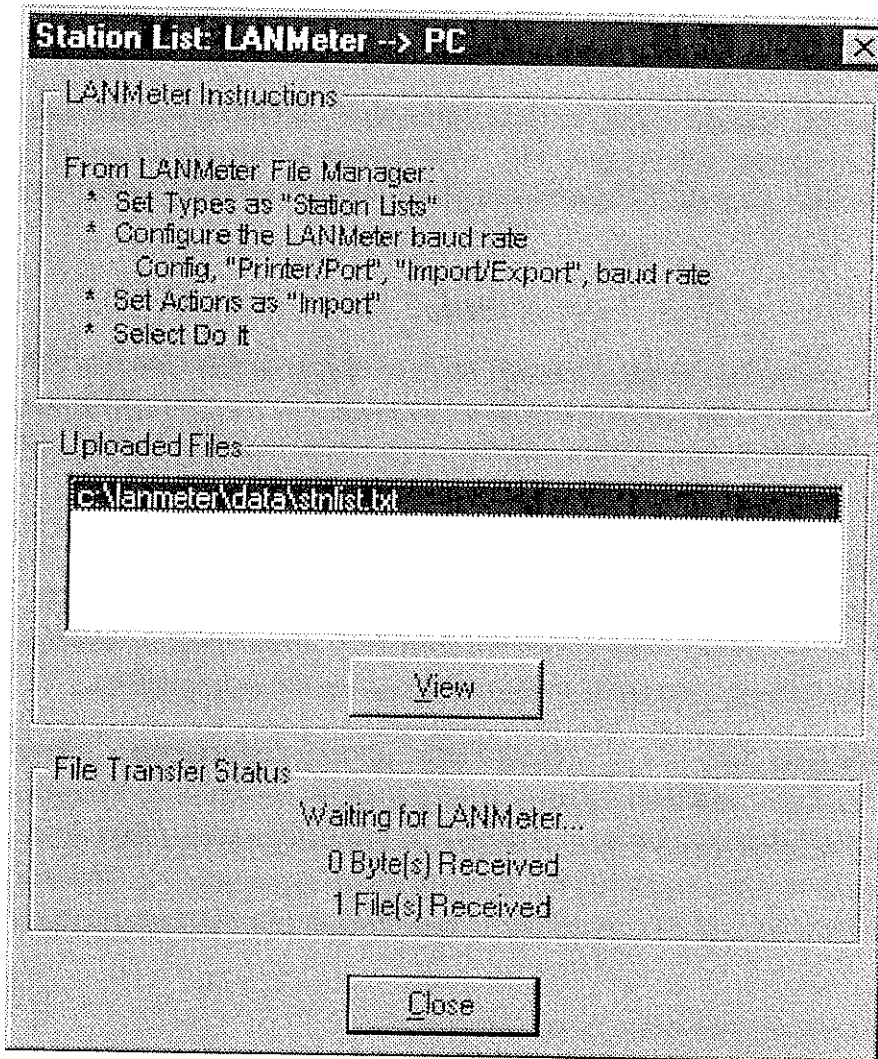 Station List: LANMeter --> PC
LANMeter Instructions
From LANMeter File Manager:
* Set Types as "Station Lists"
* Configure the LANMeter baud rate
Config, "Printer/Port", "Import/Export", baud rate
* Set Actions as "Import"
* Select Do It
Uploaded Files
c:\lanmeter\data\stnlist.txt
View
File Transfer Status
Waiting for LANMeter...
0 Byte(s) Received
1 File(s) Received
Close